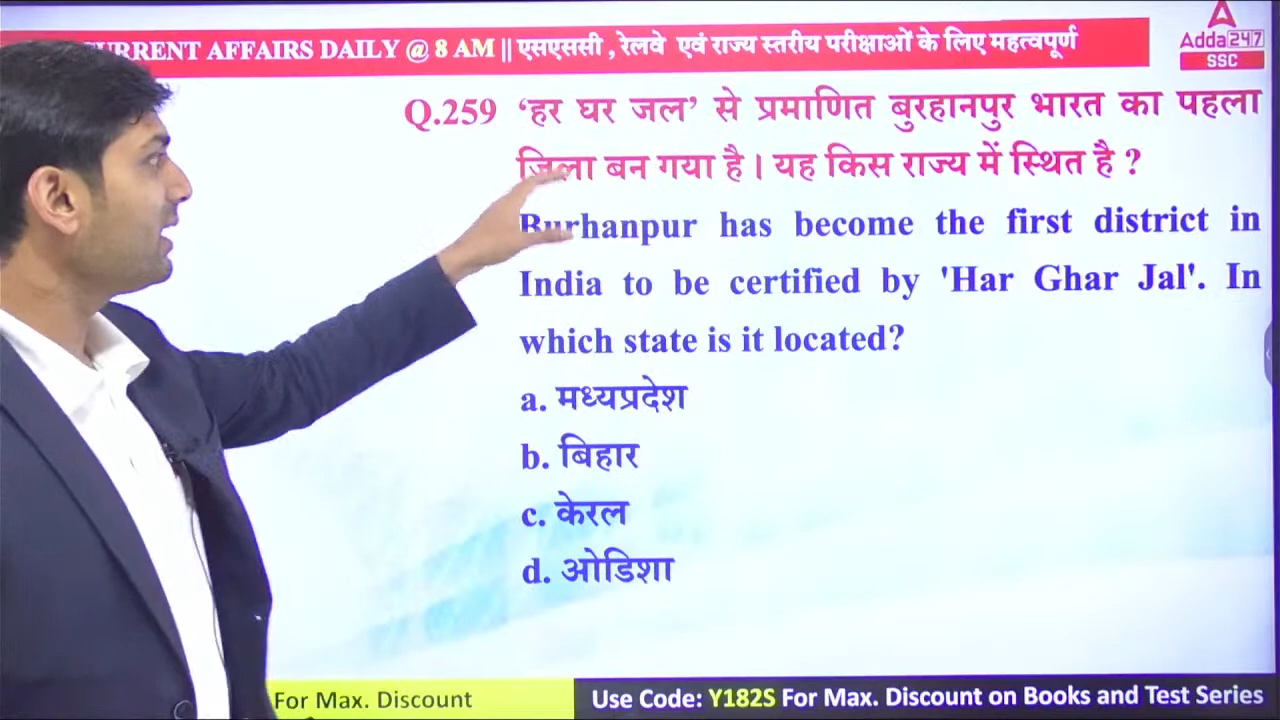 CURRENT AFFAIRS DAILY @ 8 AM || एसएससी , रेलवे एवं राज्य स्तरीय परीक्षाओं के लिए महत्वपूर्ण
Adda247
SSC
Q.259 ‘हर घर जल’ से प्रमाणित बुरहानपुर भारत का पहला
जिला बन गया है । यह किस राज्य में स्थित है ?
Burhanpur has become the first district in
India to be certified by 'Har Ghar Jal'. In
which state is it located?
a. मध्यप्रदेश
b. बिहार
c. केरल
d. ओडिशा
For Max. Discount
Use Code: Y182S For Max. Discount on Books and Test Series